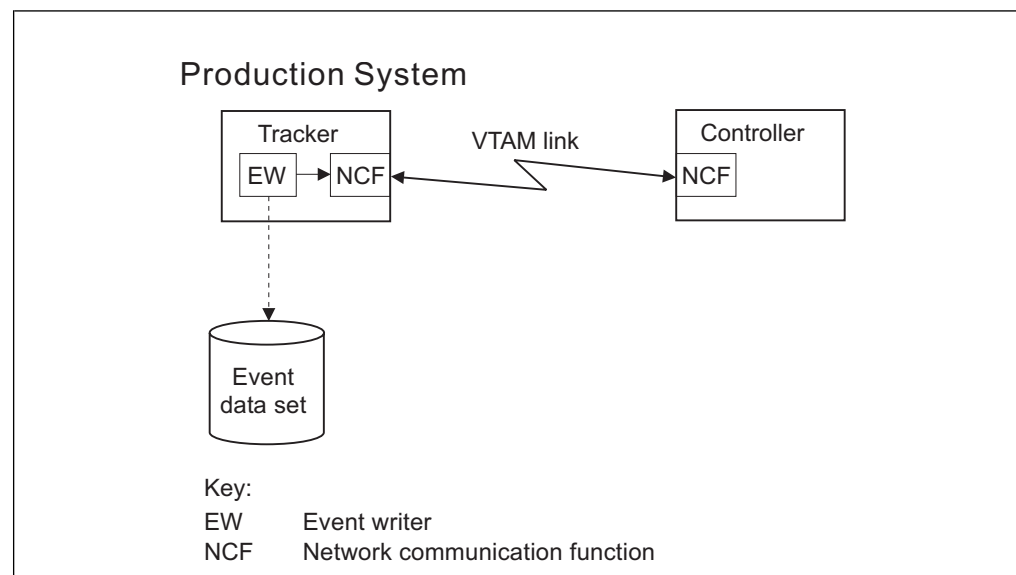 Production System
Tracker
VTAM link
Controller
EW
NCF
NCF
Event
data set
Key:
EW Event writer
NCF Network communication function